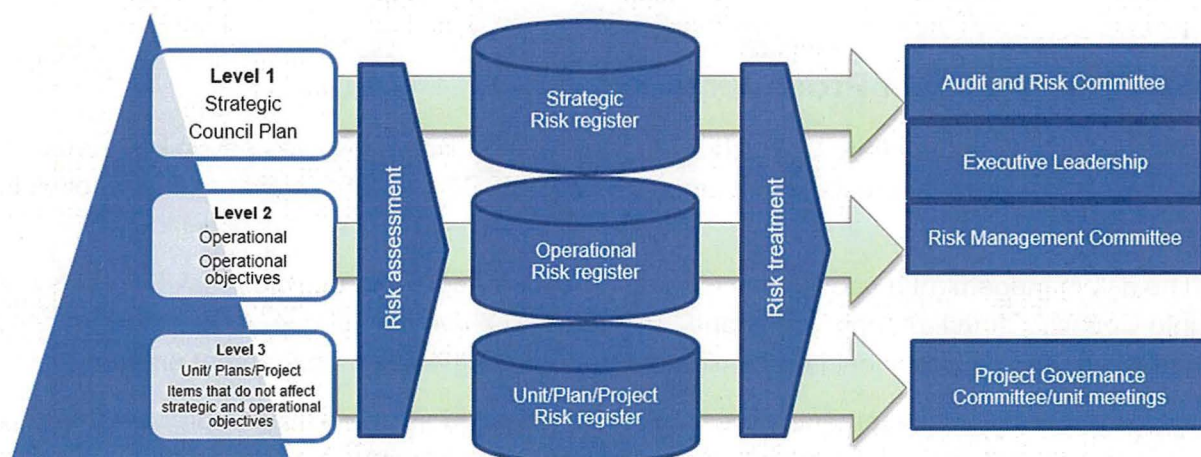 Level 1
Strategic
Council Plan
Level 2
Operational
Operational
objectives
Level 3
Unit/ Plans/Project
Items that do not affect
strategic and operational
objectives
Risk assessment
Strategic
Risk register
Operational
Risk register
Unit/Plan/Project
Risk register
Risk treatment
Audit and Risk Committee
Executive Leadership
Risk Management Committee
Project Governance
Committee/unit meetings